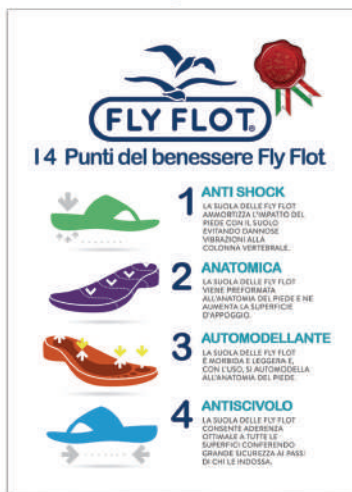 FLY FLOT®
I 4 Punti del benessere Fly Flot
1 ANTI SHOCK
LA SUOLA DELLE FLY FLOT
AMMORTIZZA L'IMPATTO DEL
PIEDE CON IL SUOLO
EVITANDO DANNOSE
VIBRAZIONI ALLA
COLONNA VERTEBRALE.
2 ANATOMICA
LA SUOLA DELLE FLY FLOT
VIENE PREFORMATA
ALL'ANATOMIA DEL PIEDE E NE
AUMENTA LA SUPERFICIE
D'APPOGGIO.
3 AUTOMODELLANTE
LA SUOLA DELLE FLY FLOT
È MORBIDA E LEGGERA E,
CON L'USO, SI AUTOMODELLA
ALL'ANATOMIA DEL PIEDE.
4 ANTISCIVOLO
LA SUOLA DELLE FLY FLOT
CONSENTE ADERENZA
OTTIMALE A TUTTE LE
SUPERFICI CONFERENDO
GRANDE SICUREZZA AI PASSI
DI CHI LE INDOSSA.